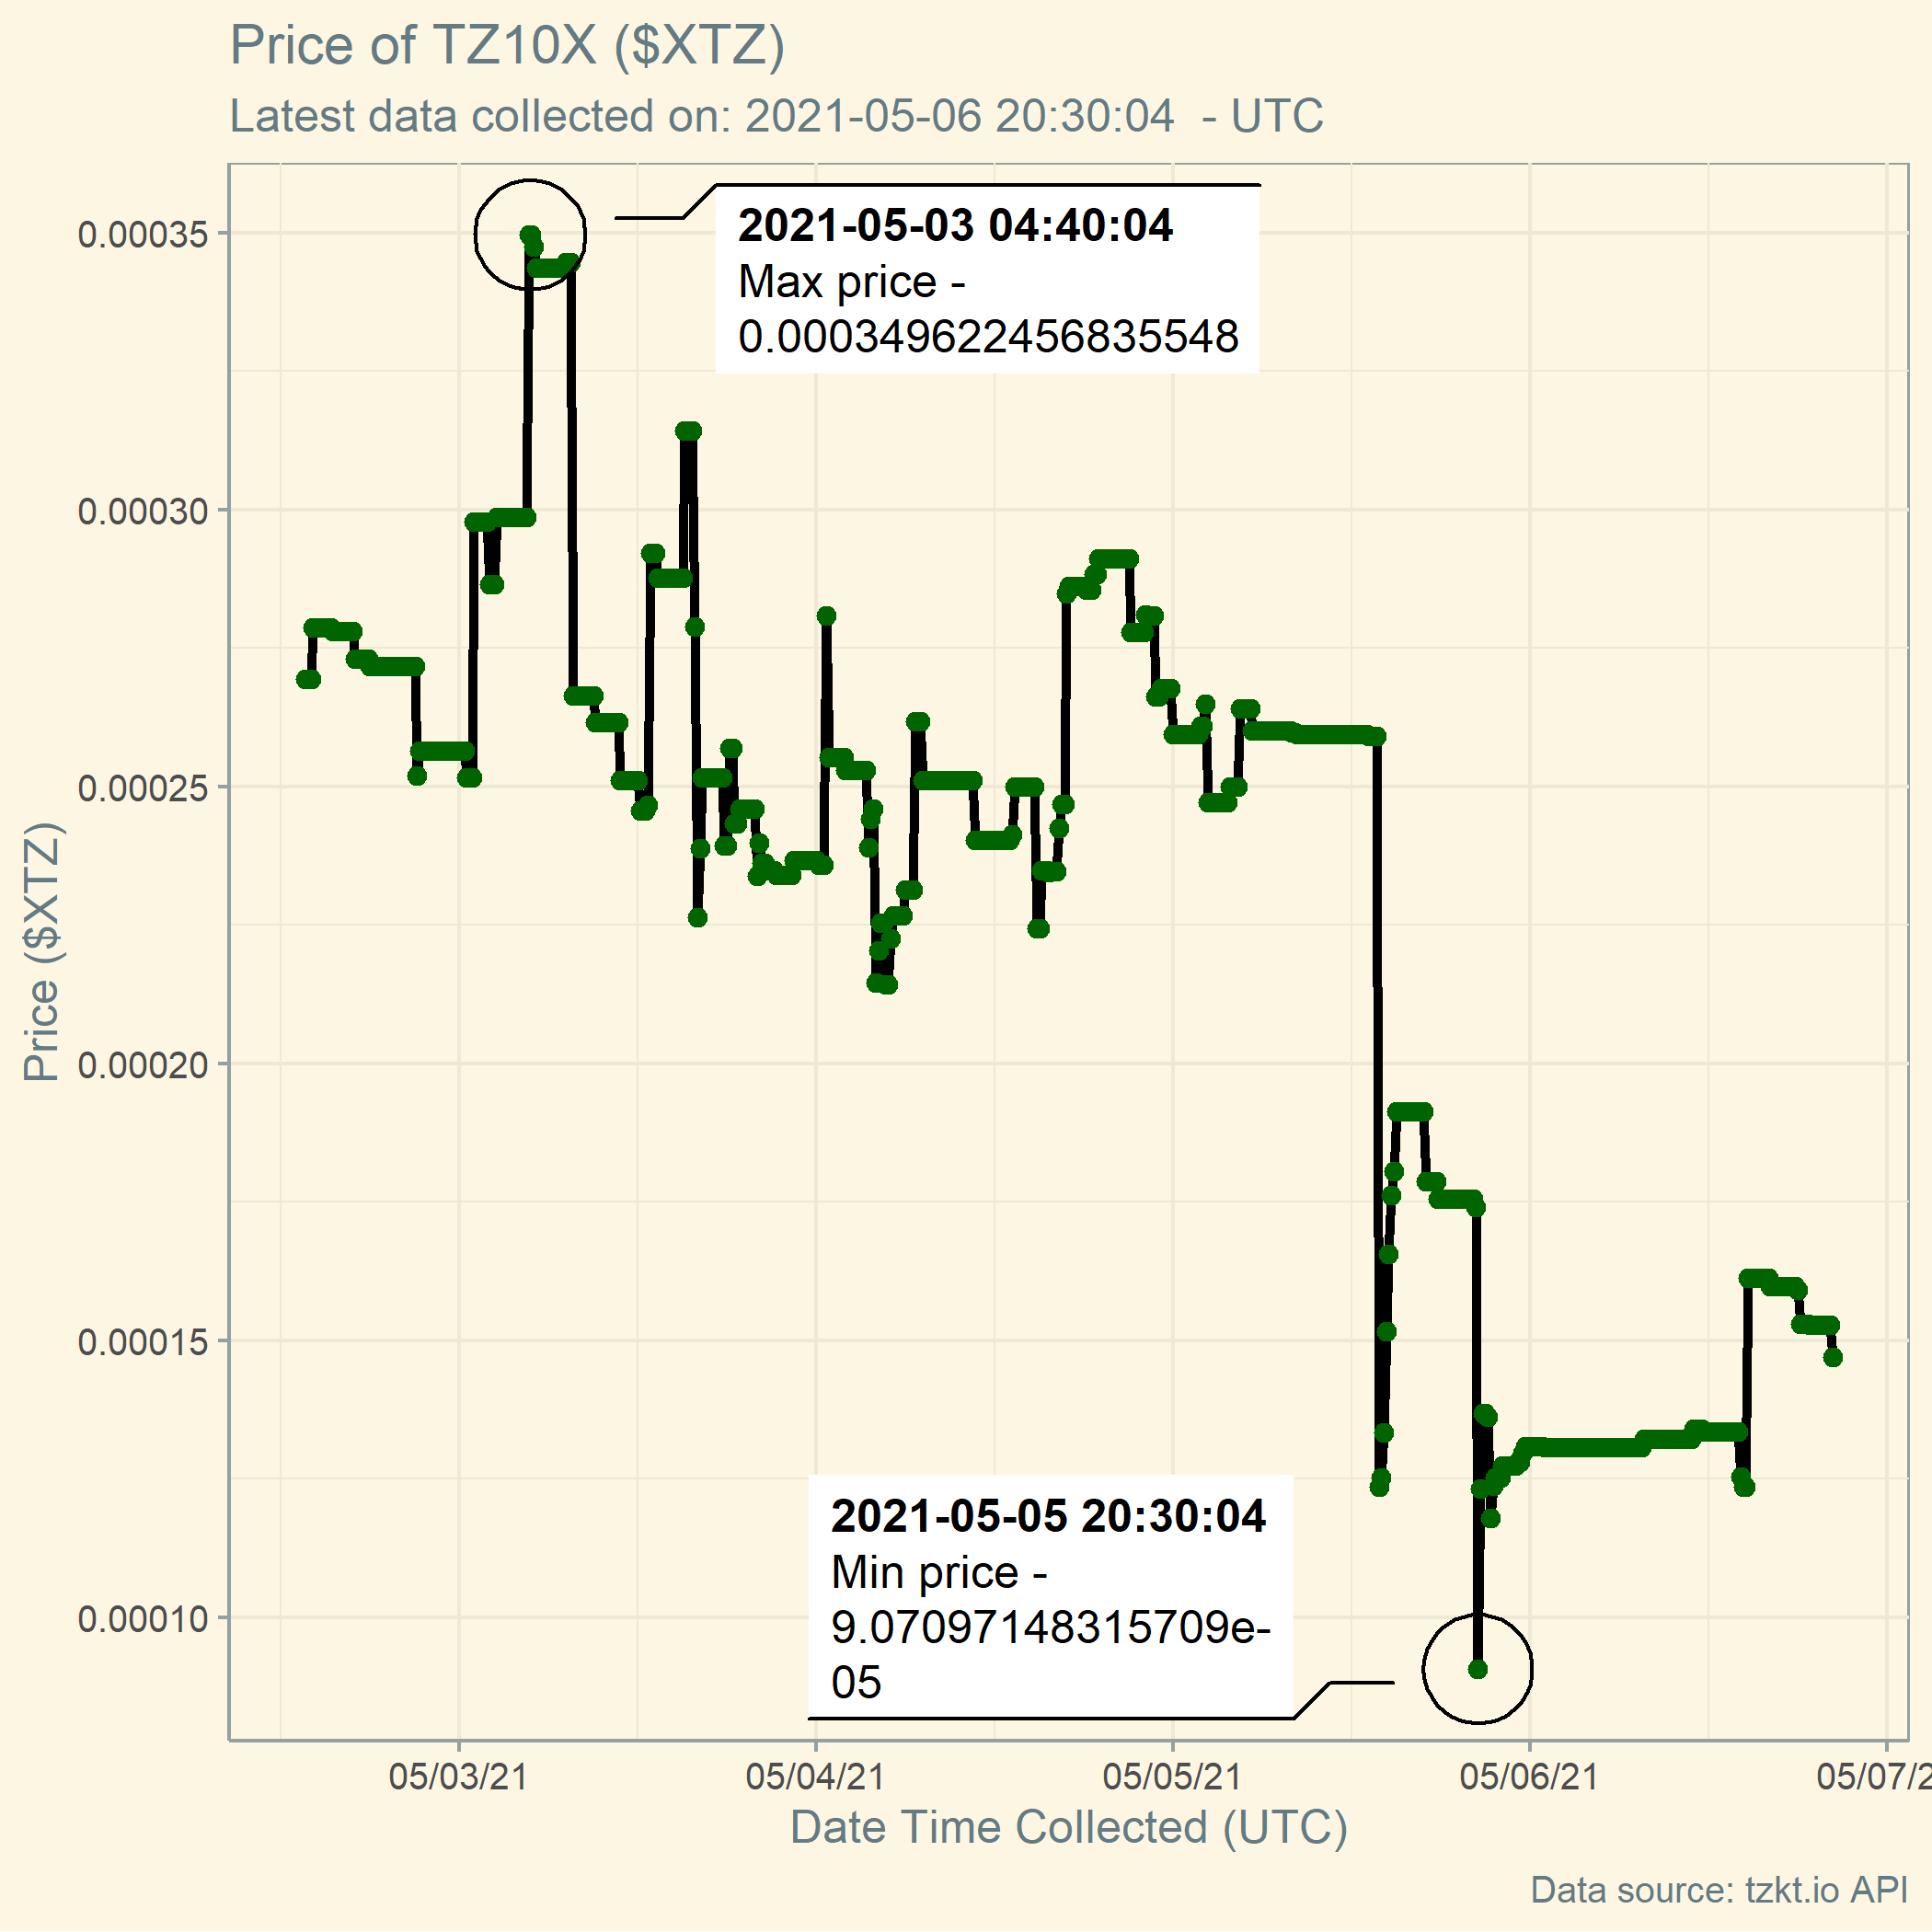 Price of TZ10X ($XTZ)
Latest data collected on: 2021-05-06 20:30:04  - UTC
2021-05-03 04:40:04
Max price -
0.000349622456835548
0.00035
0.00030
0.00025
0.00020
0.00015
0.00010
Price ($XTZ)
2021-05-05 20:30:04
Min price -
9.07097148315709e-
05
05/03/21
05/04/21
05/05/21
05/06/21
05/07/2
Date Time Collected (UTC)
Data source: tzkt.io API